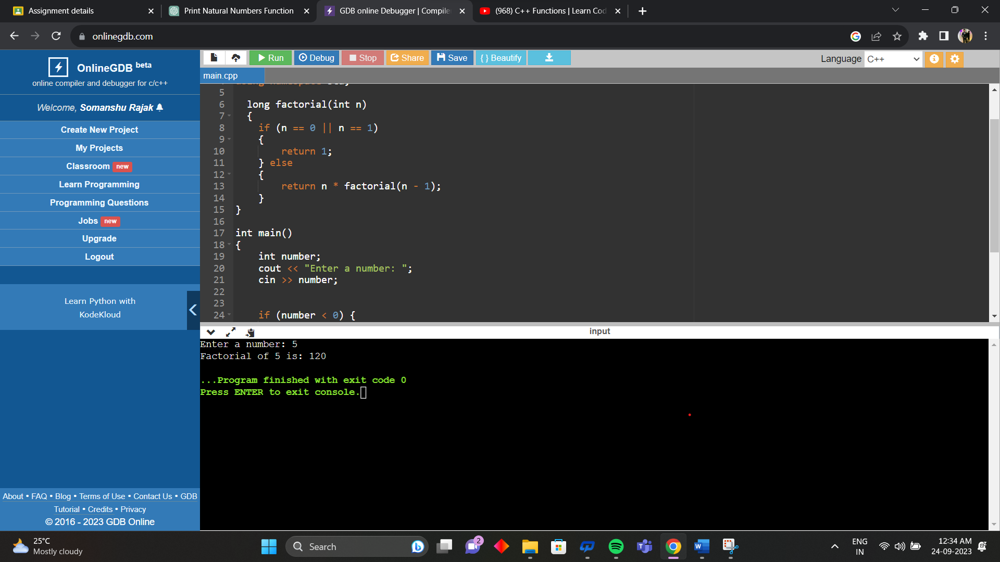 Assignment details
Print Natural Numbers Function
GDB online Debugger | Compile
(968) C++ Functions | Learn Cod
onlinegdb.com
OnlineGDB beta
online compiler and debugger for c/c++
Welcome, Somanshu Rajak
Create New Project
My Projects
Classroom new
Learn Programming
Programming Questions
Jobs new
Upgrade
Logout
Learn Python with
KodeKloud
About • FAQ • Blog • Terms of Use • Contact Us • GDB
Tutorial • Credits • Privacy
© 2016 - 2023 GDB Online
Run
Debug
Stop
Share
Save
{ } Beautify
Language C++
main.cpp
5
6 long factorial(int n)
7 {
8 if (n == 0 || n == 1)
9 {
10 return 1;
11 } else
12 {
13 return n * factorial(n - 1);
14 }
15 }
16
17 int main()
18 {
19 int number;
20 cout << "Enter a number: ";
21 cin >> number;
22
23
24 if (number < 0) {
input
Enter a number: 5
Factorial of 5 is: 120
...Program finished with exit code 0
Press ENTER to exit console.
25°C
Mostly cloudy
Search
2
ENG
IN
12:34 AM
24-09-2023